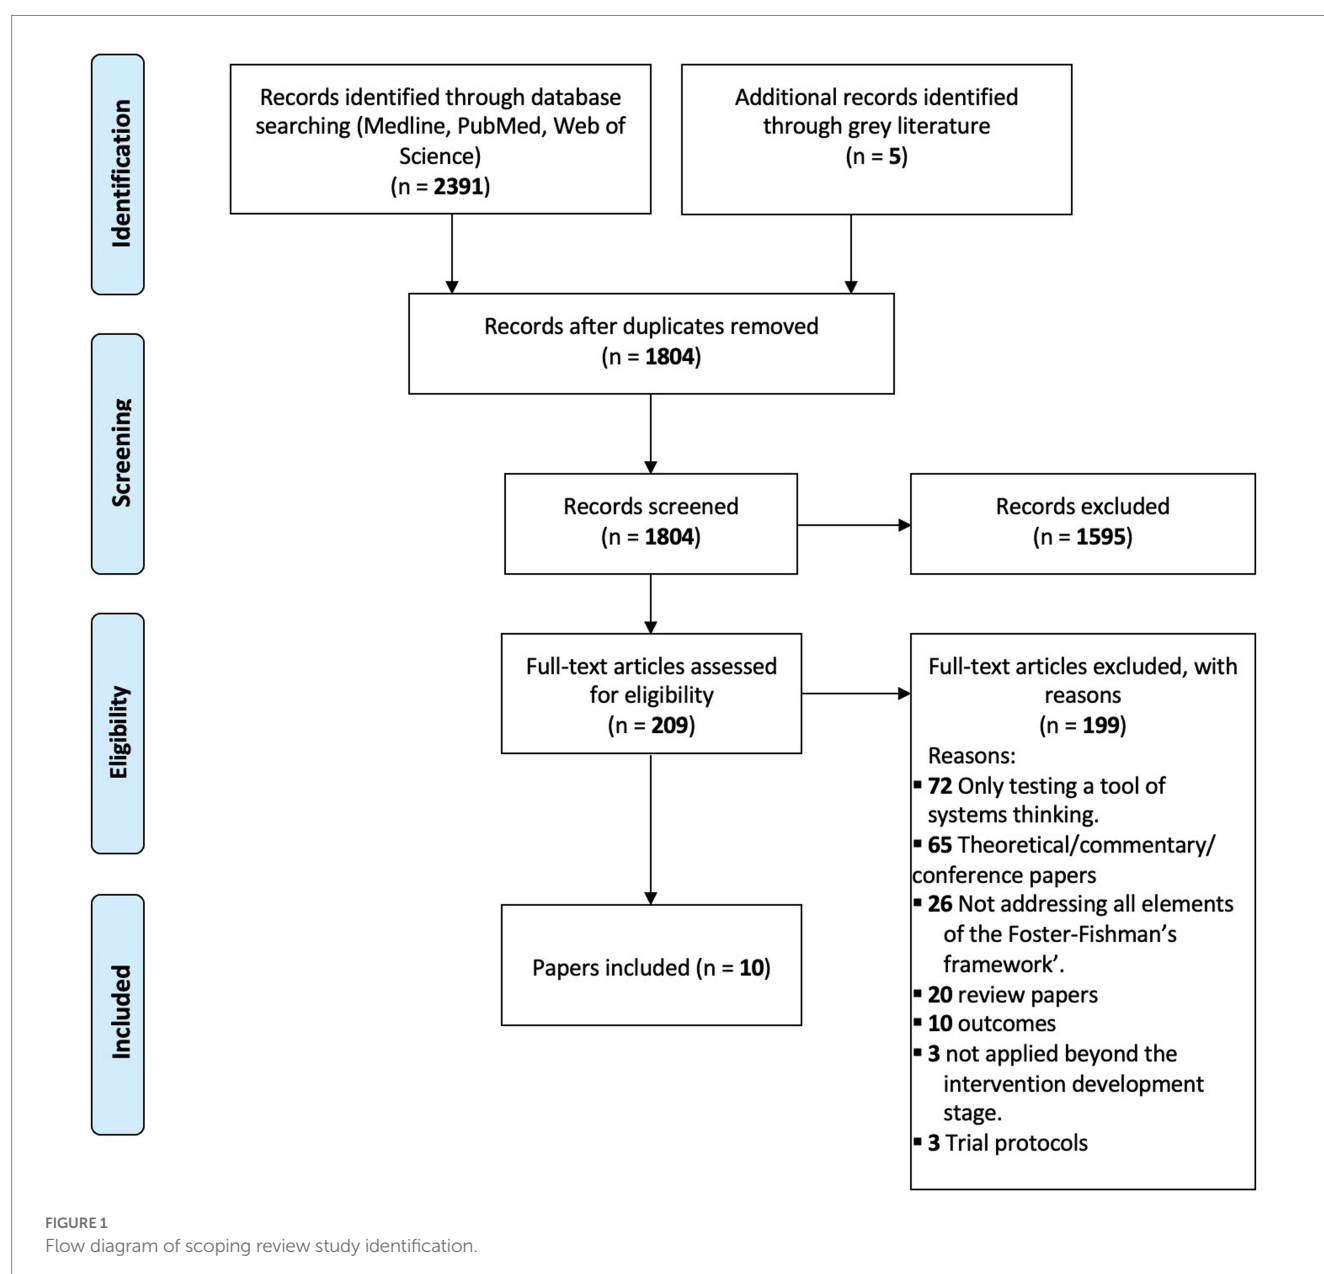 Identification
Records identified through database
searching (Medline, PubMed, Web of
Science)
(n = 2391)
Additional records identified
through grey literature
(n = 5)
Records after duplicates removed
(n = 1804)
Screening
Records screened
(n = 1804)
Records excluded
(n = 1595)
Eligibility
Full-text articles assessed
for eligibility
(n = 209)
Full-text articles excluded, with
reasons
(n = 199)
Reasons:
▪ 72 Only testing a tool of
systems thinking.
▪ 65 Theoretical/commentary/
conference papers
▪ 26 Not addressing all elements
of the Foster-Fishman’s
framework’.
▪ 20 review papers
▪ 10 outcomes
▪ 3 not applied beyond the
intervention development
stage.
▪ 3 Trial protocols
Included
Papers included (n = 10)
FIGURE 1
Flow diagram of scoping review study identification.